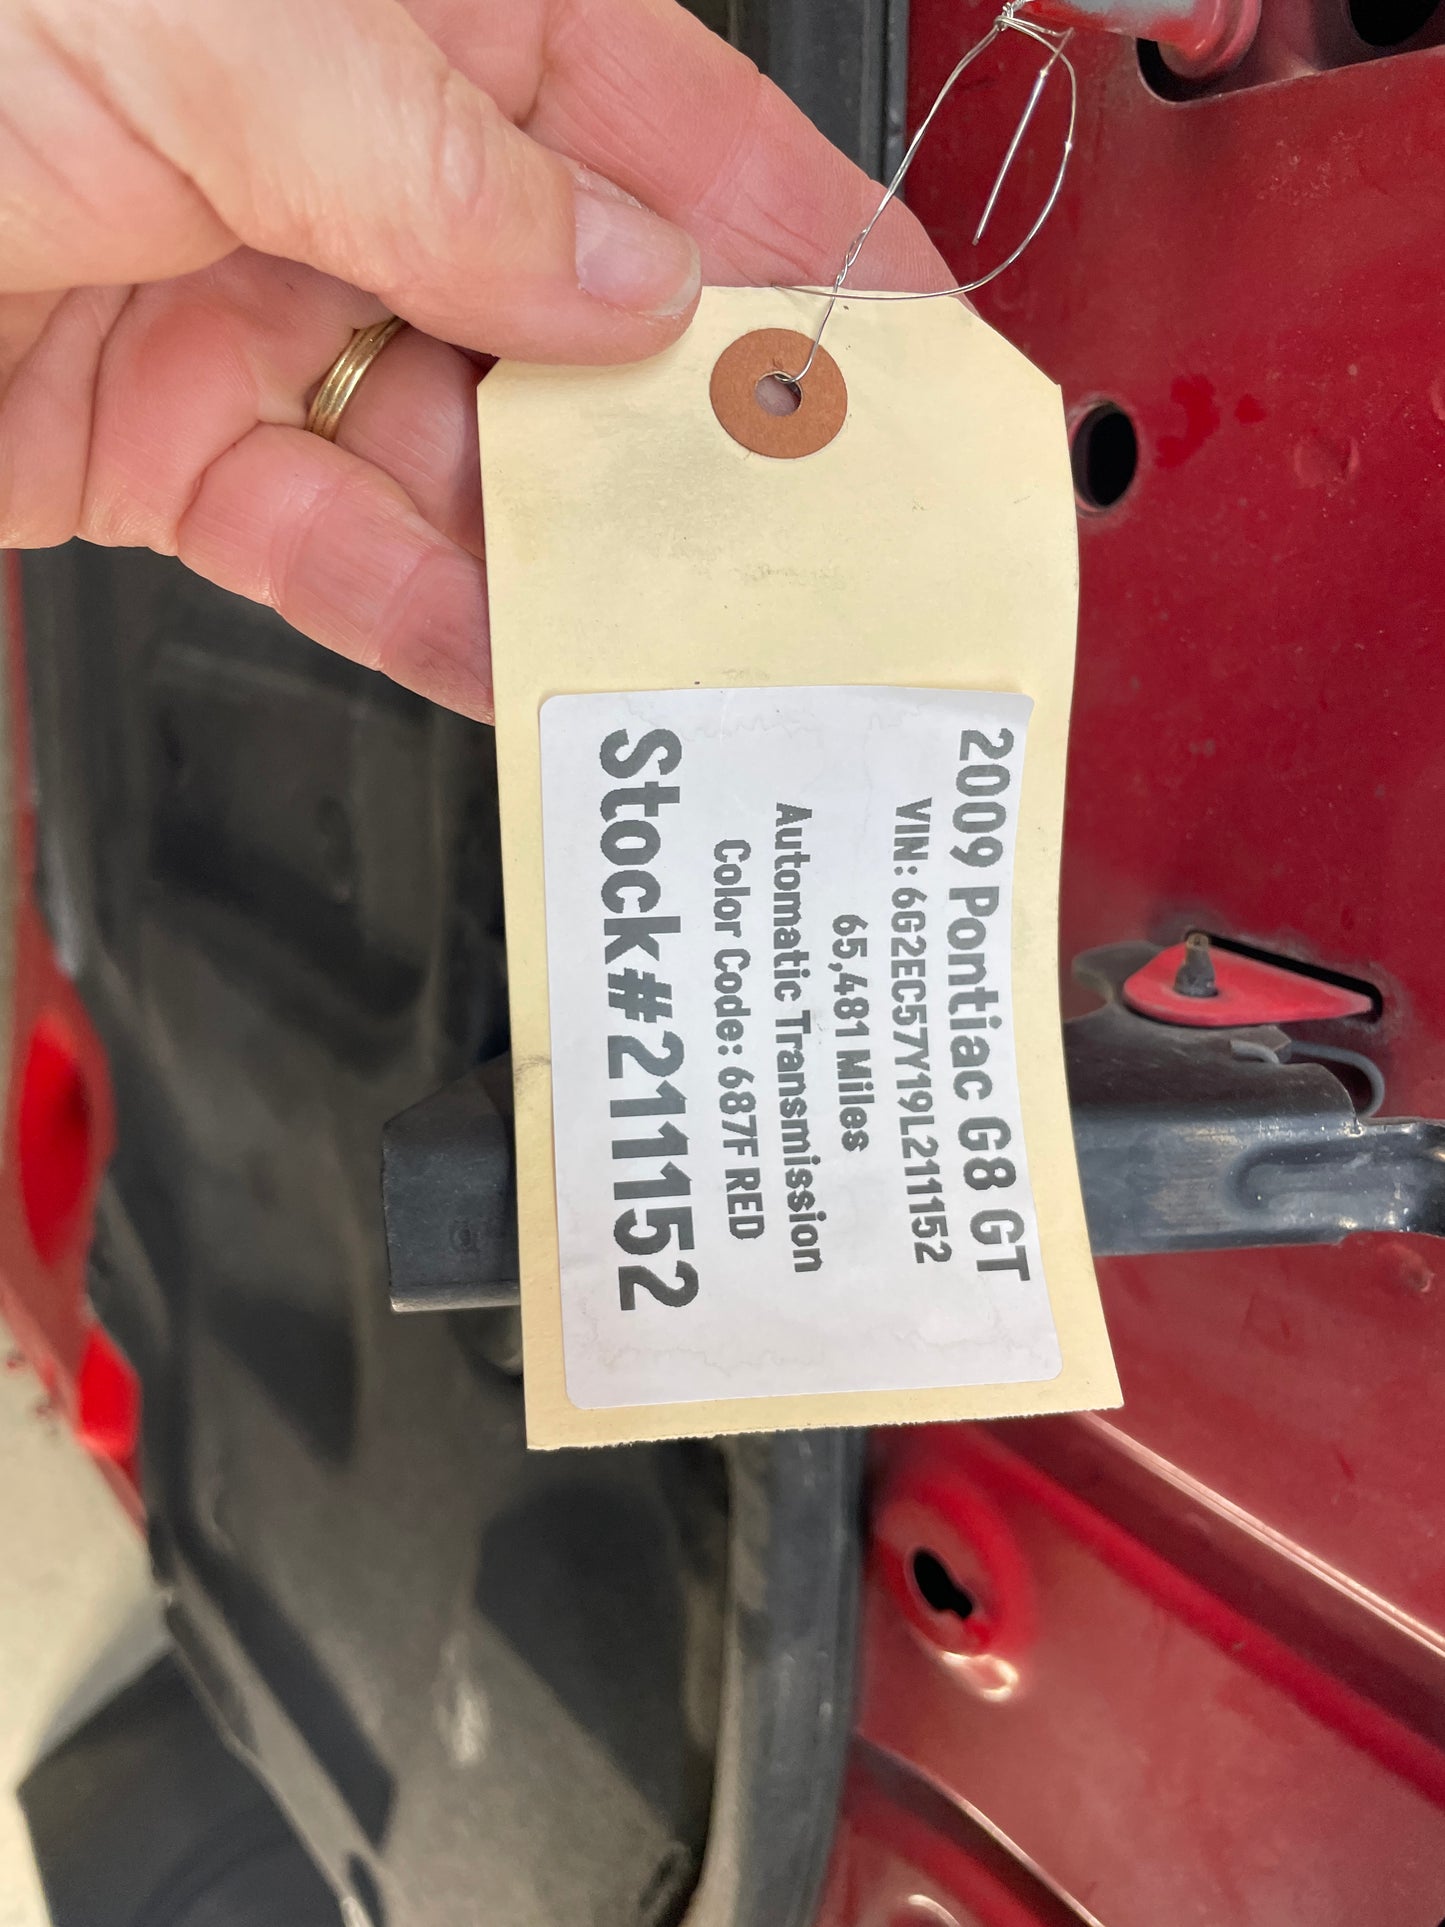 2009 Pontiac G8 GT
VIN: 6G2EC57Y19L211152
65,481 Miles
Automatic Transmission
Color Code: 687F RED
Stock#211152